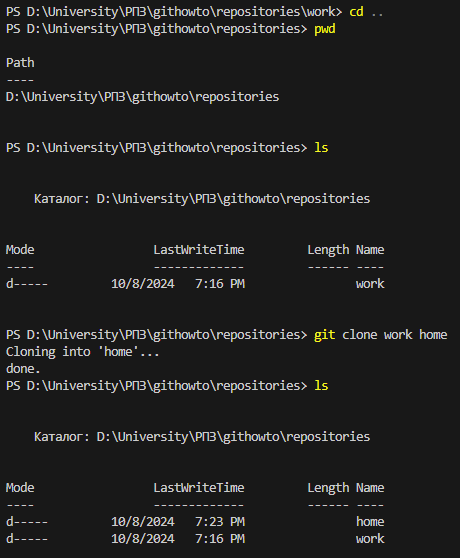 PS D:\University\РПЗ\githowto\repositories\work> cd ..
PS D:\University\РПЗ\githowto\repositories> pwd
Path
----
D:\University\РПЗ\githowto\repositories
PS D:\University\РПЗ\githowto\repositories> ls
Каталог: D:\University\РПЗ\githowto\repositories
Mode LastWriteTime Length Name
---- ------------- ------ ----
d----- 10/8/2024 7:16 PM work
PS D:\University\РПЗ\githowto\repositories> git clone work home
Cloning into 'home'...
done.
PS D:\University\РПЗ\githowto\repositories> ls
Каталог: D:\University\РПЗ\githowto\repositories
Mode LastWriteTime Length Name
---- ------------- ------ ----
d----- 10/8/2024 7:23 PM home
d----- 10/8/2024 7:16 PM work